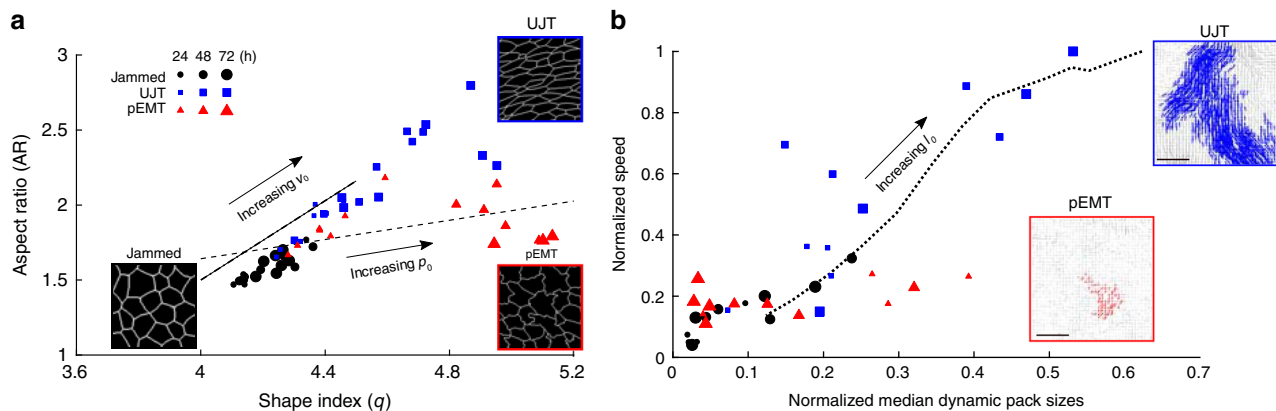 a
UJT
24 48 72 (h)
Jammed
UJT
pEMT
3
2.5
2
1.5
1
Aspect ratio (AR)
Increasing v0
Increasing p0
Jammed
pEMT
3.6 4 4.4 4.8 5.2
Shape index (q)
b
UJT
1
0.8
0.6
0.4
0.2
0
Normalized speed
Increasing l0
pEMT
0 0.1 0.2 0.3 0.4 0.5 0.6 0.7
Normalized median dynamic pack sizes